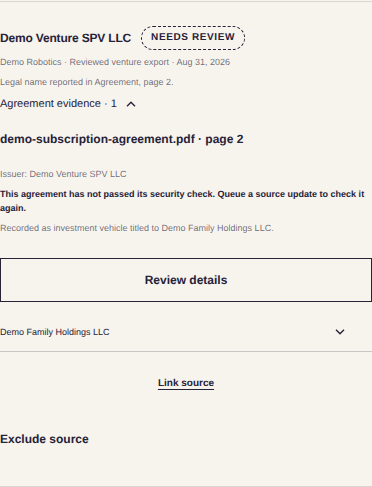 Demo Venture SPV LLC NEEDS REVIEW
Demo Robotics · Reviewed venture export · Aug 31, 2026
Legal name reported in Agreement, page 2.
Agreement evidence · 1
demo-subscription-agreement.pdf · page 2
Issuer: Demo Venture SPV LLC
This agreement has not passed its security check. Queue a source update to check it
again.
Recorded as investment vehicle titled to Demo Family Holdings LLC.
Review details
Demo Family Holdings LLC
Link source
Exclude source